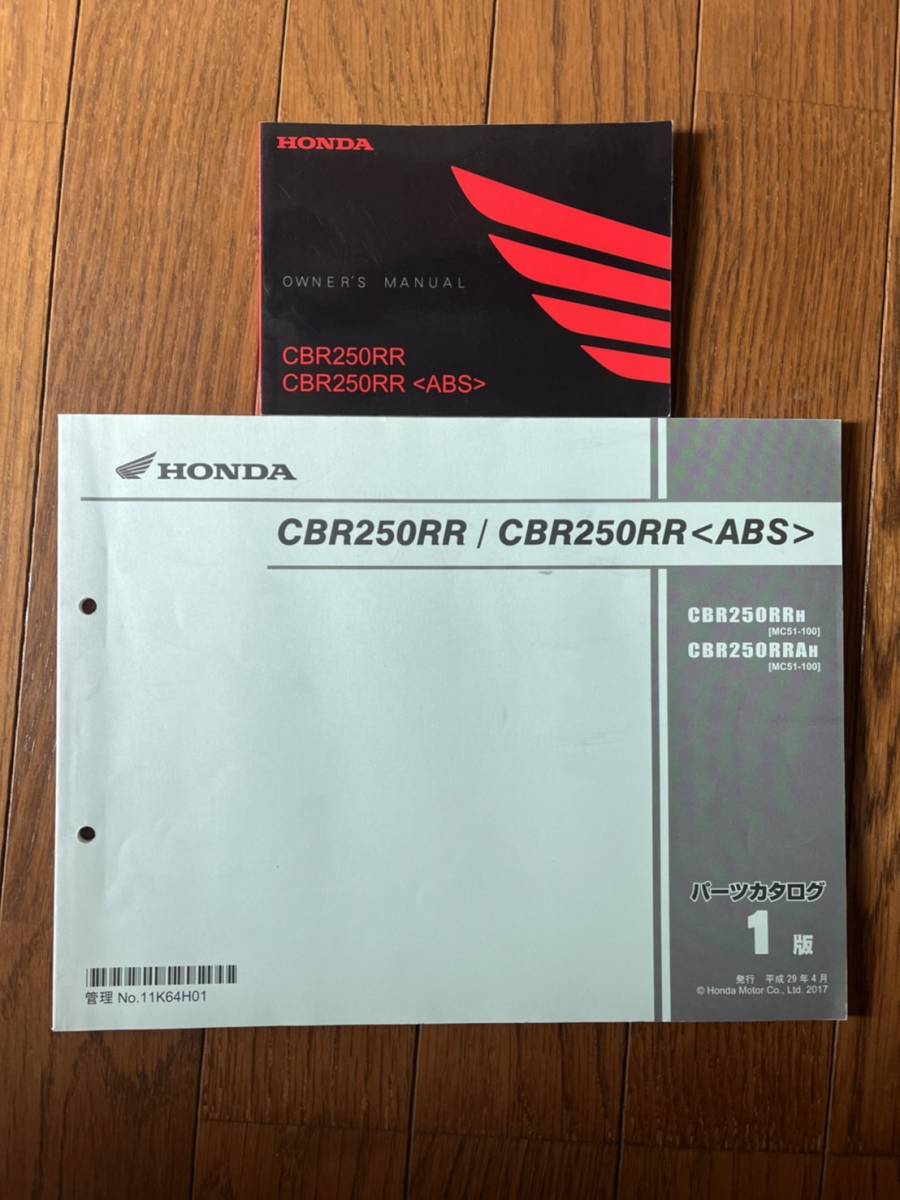 HONDA
OWNER'S MANUAL
CBR250RR
CBR250RR <ABS>
HONDA
CBR250RR / CBR250RR<ABS>
CBR250RRH
[MC51-100]
CBR250RRAH
[MC51-100]
パーツカタログ
1版
発行 平成29年4月
© Honda Motor Co., Ltd. 2017
管理 No.11K64H01